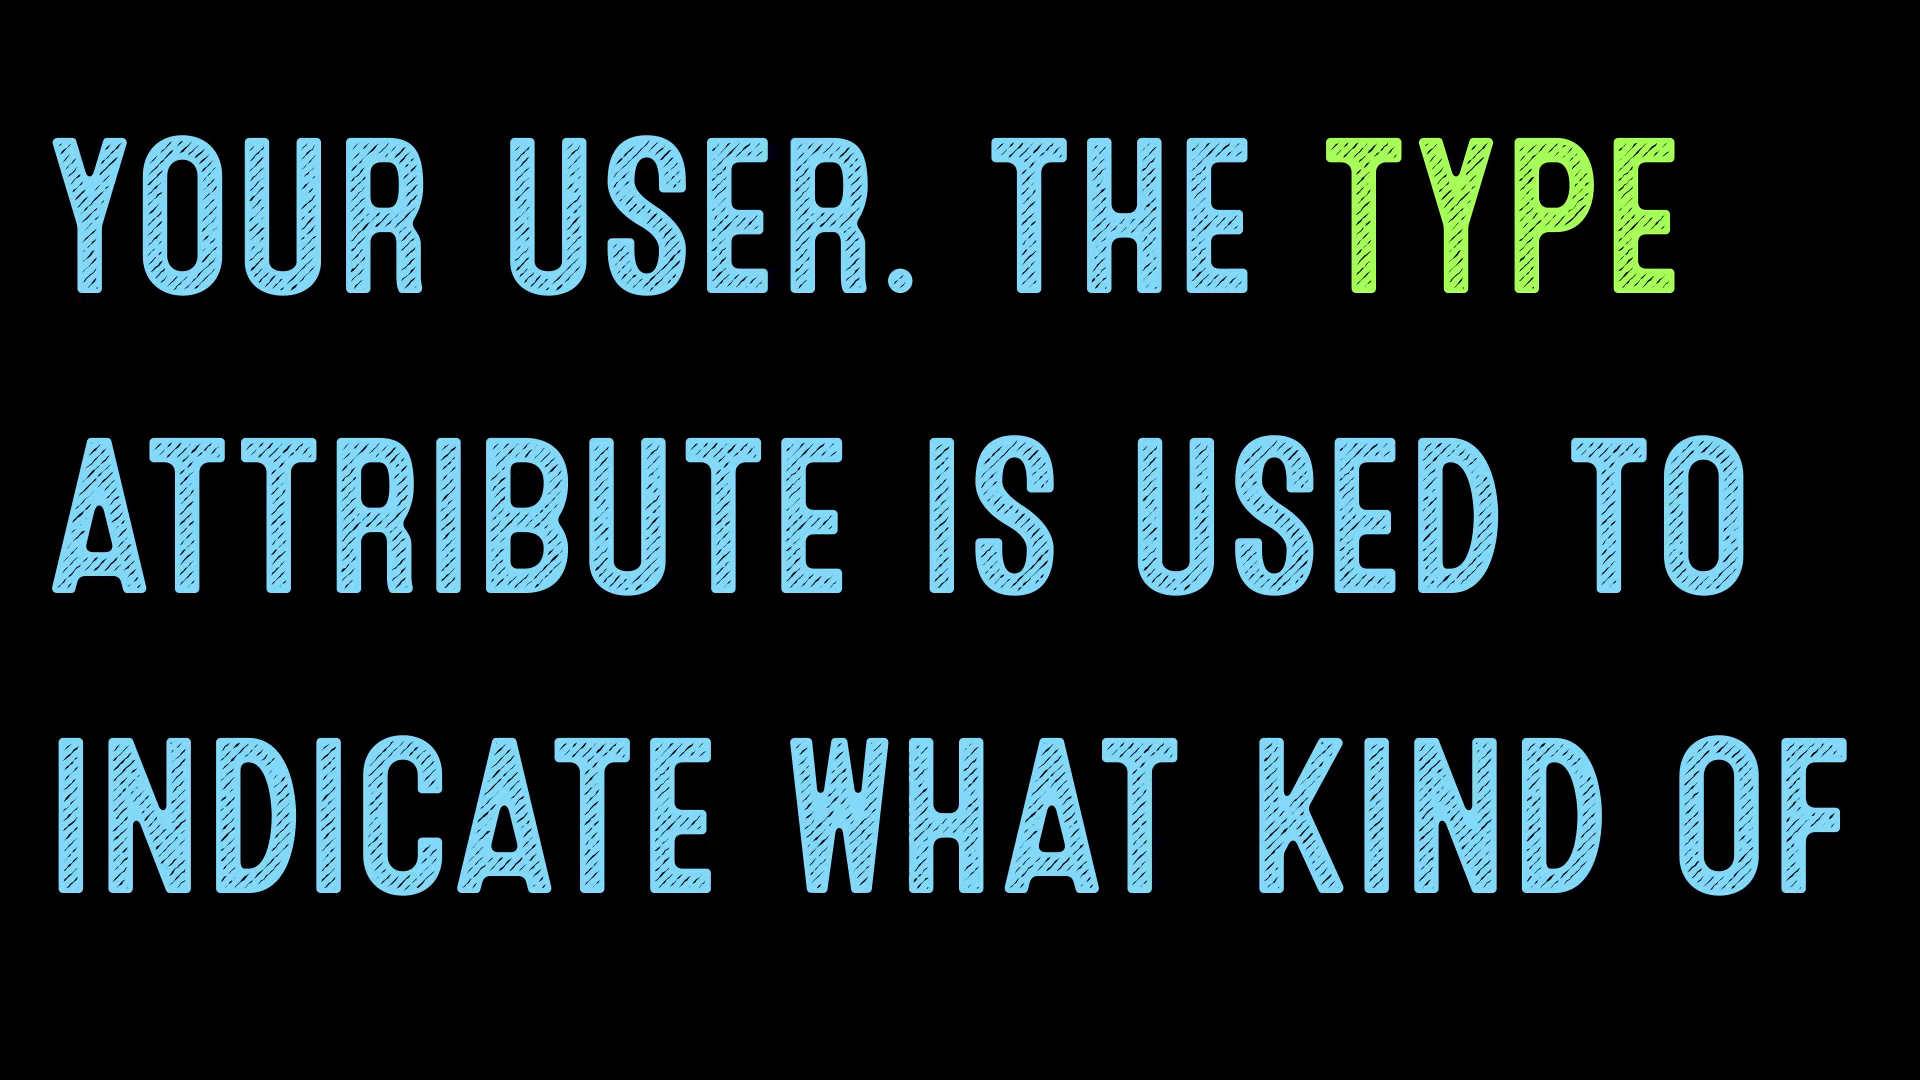 YOUR USER. THE TYPE
ATTRIBUTE IS USED TO
INDICATE WHAT KIND OF